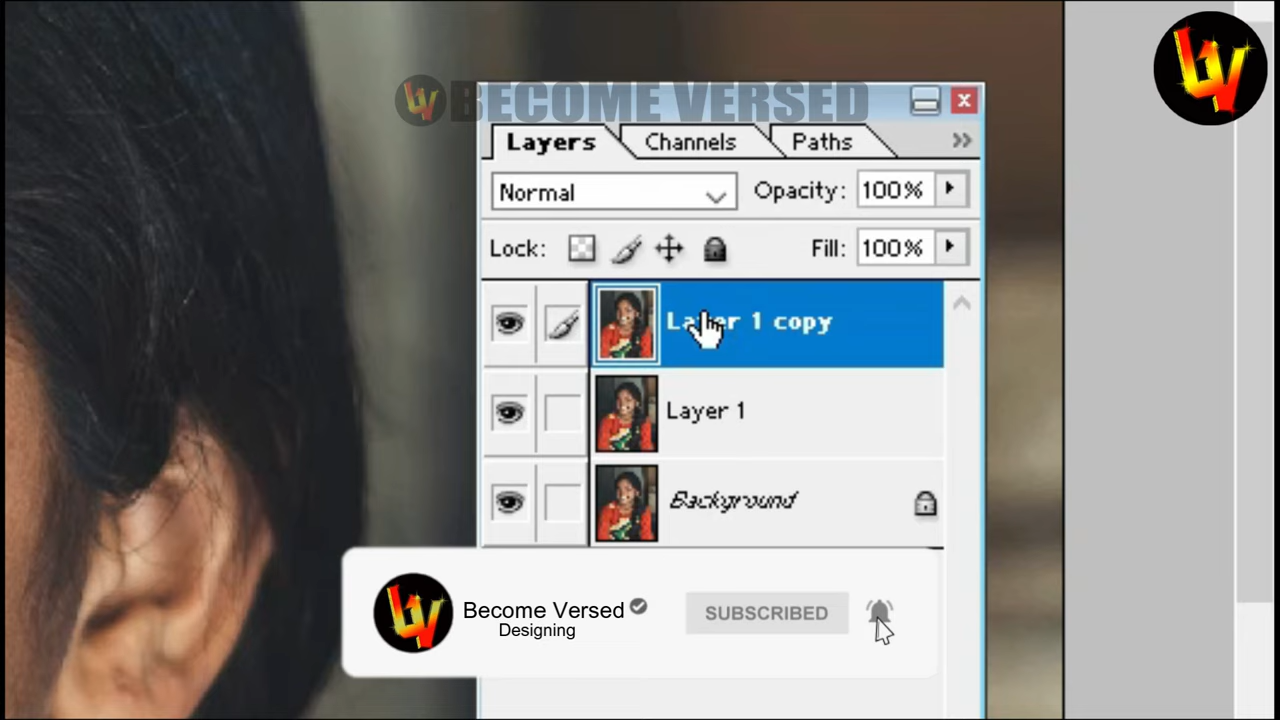 BECOME VERSED
Layers Channels Paths
Normal Opacity: 100%
Lock: Fill: 100%
Layer 1 copy
Layer 1
Background
Become Versed SUBSCRIBED
Designing